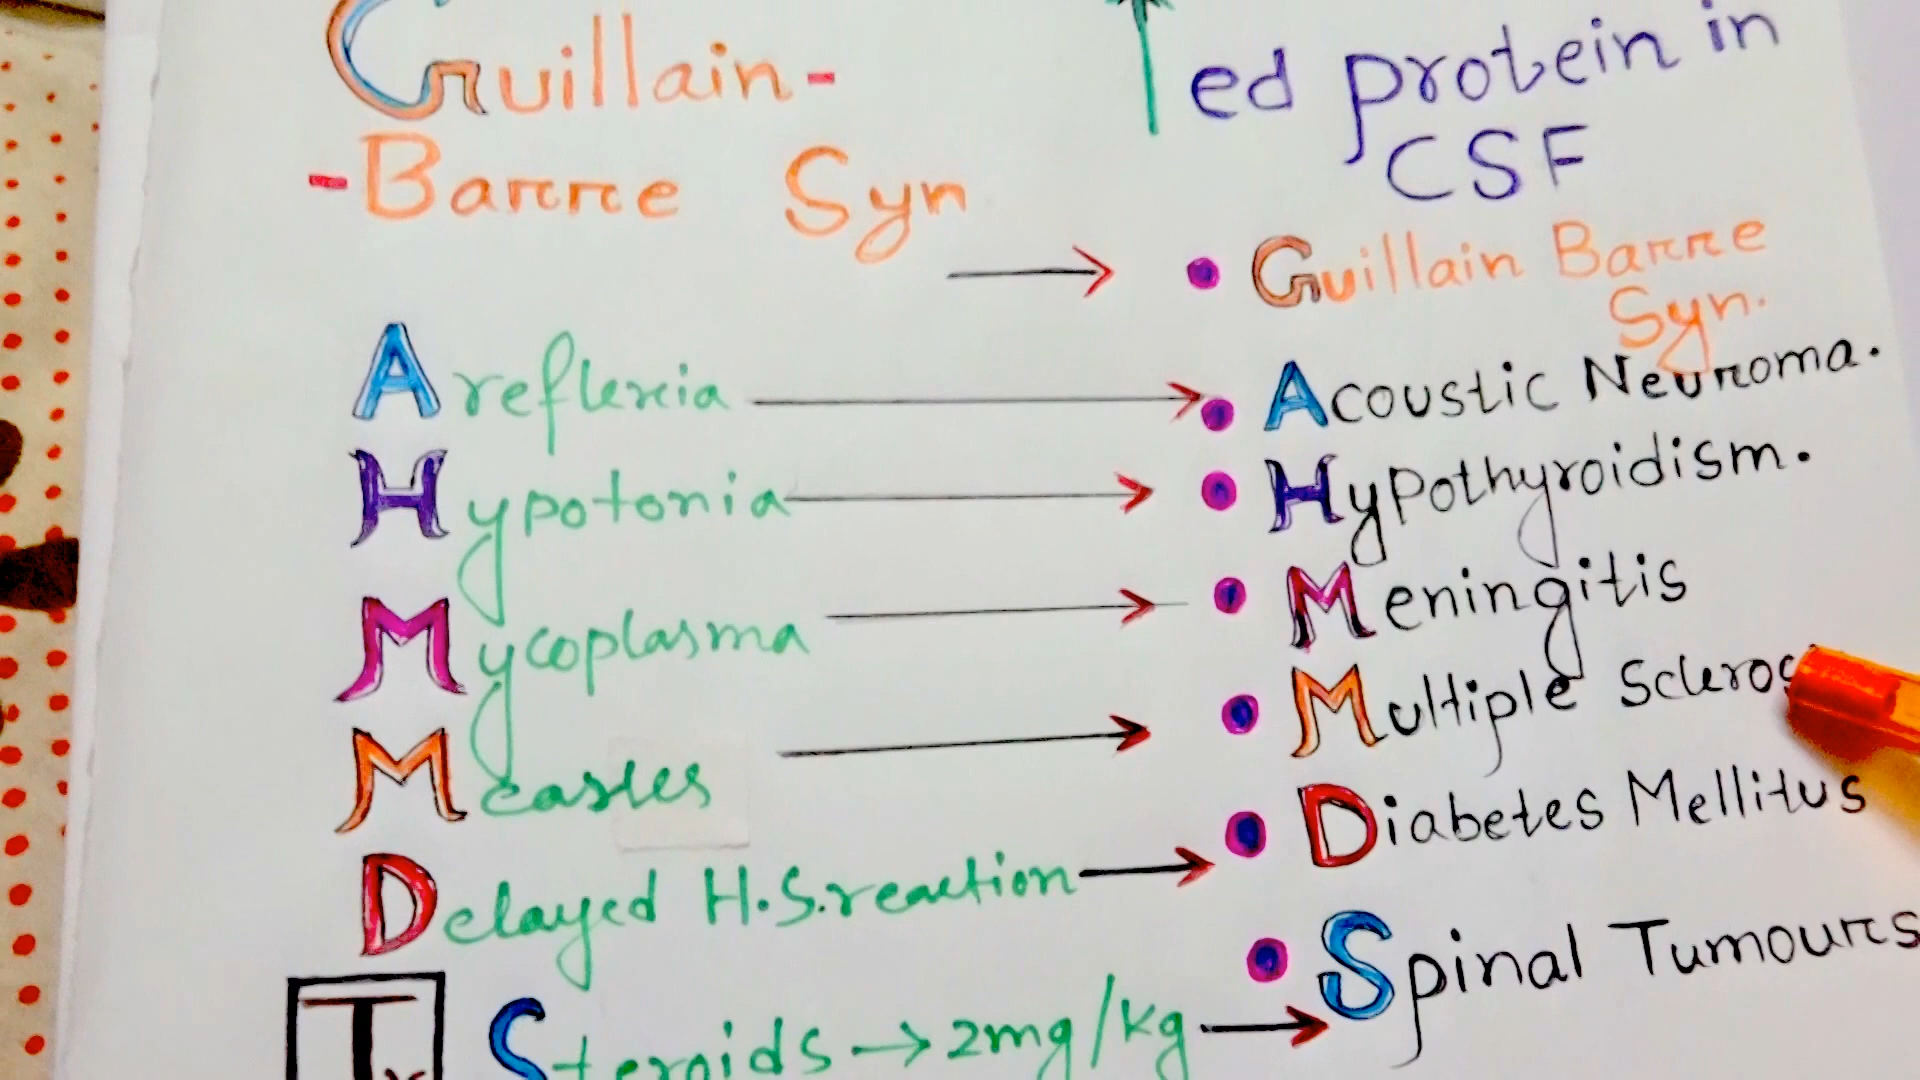 Guillain-
-Barre Syn
Areflexia
Hypotonia
Mycoplasma
Measles
Delayed H.S.reaction
Tx Steroids → 2mg/kg
↑ed protein in
CSF
Guillain Barre
Syn.
Acoustic Neuroma.
Hypothyroidism.
Meningitis
Multiple Scleros
Diabetes Mellitus
Spinal Tumours